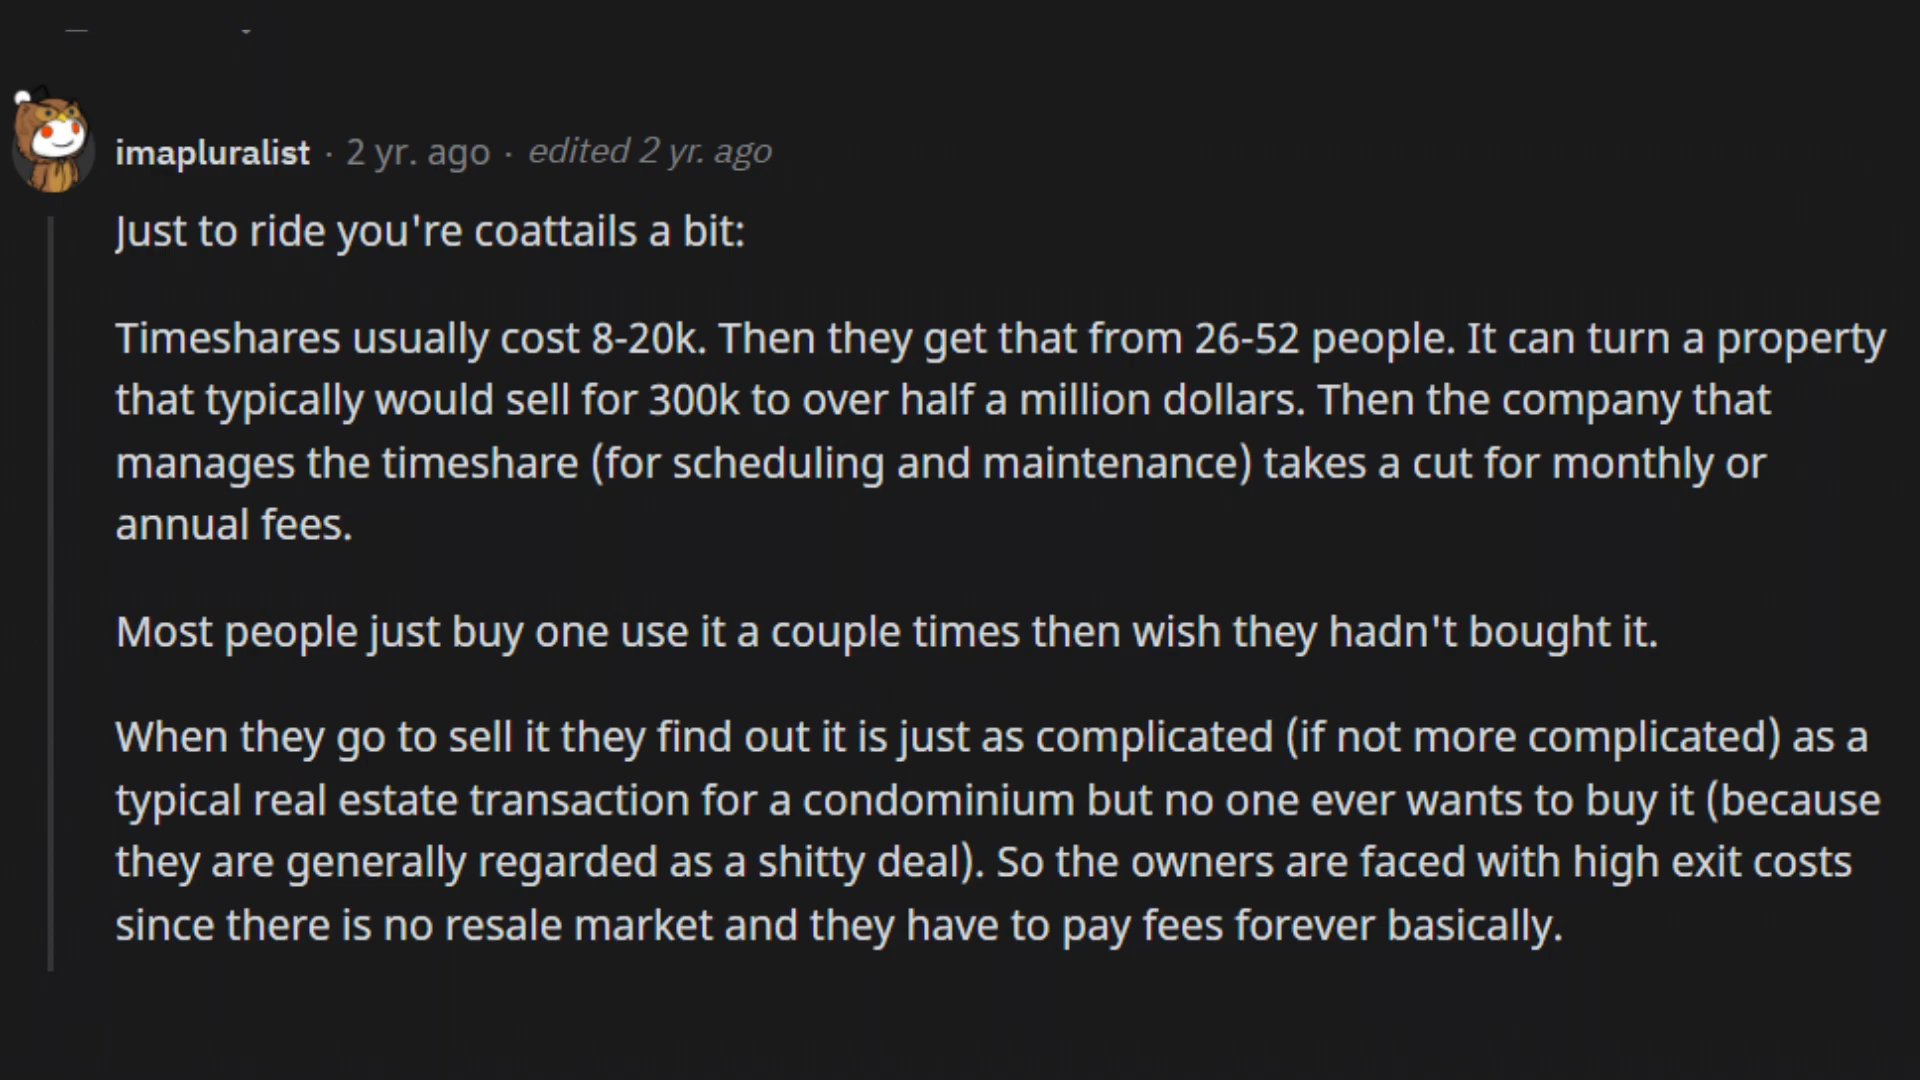 imapluralist · 2 yr. ago · edited 2 yr. ago
Just to ride you're coattails a bit:
Timeshares usually cost 8-20k. Then they get that from 26-52 people. It can turn a property
that typically would sell for 300k to over half a million dollars. Then the company that
manages the timeshare (for scheduling and maintenance) takes a cut for monthly or
annual fees.
Most people just buy one use it a couple times then wish they hadn't bought it.
When they go to sell it they find out it is just as complicated (if not more complicated) as a
typical real estate transaction for a condominium but no one ever wants to buy it (because
they are generally regarded as a shitty deal). So the owners are faced with high exit costs
since there is no resale market and they have to pay fees forever basically.